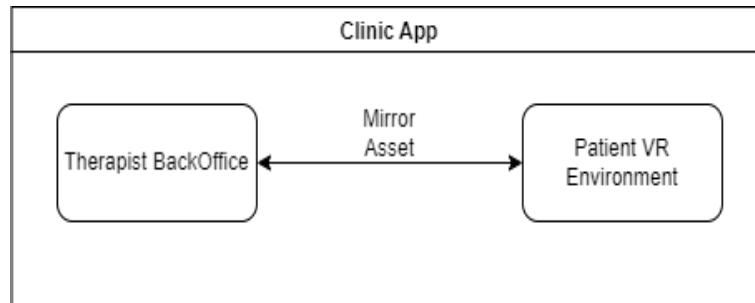 Clinic App
Therapist BackOffice
Mirror
Asset
Patient VR
Environment